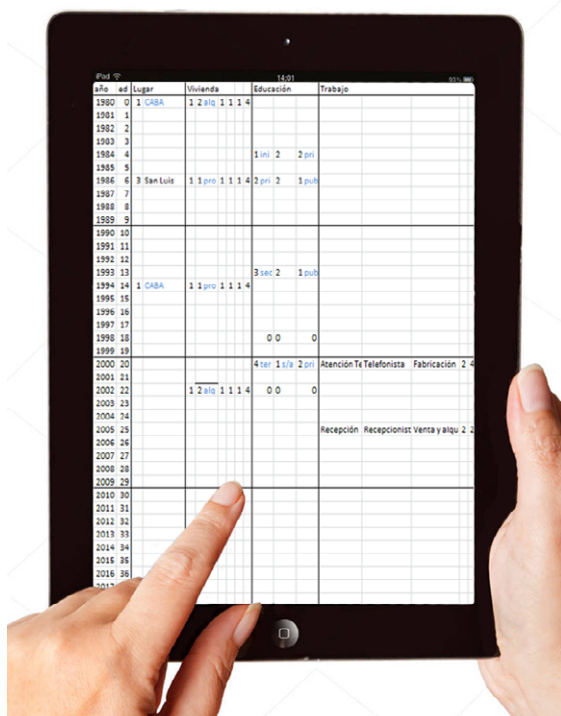 iPad 14:01 93%
año ed Lugar Vivienda Educación Trabajo
1980 0 1 CABA 1 2 alq 1 1 1 4
1981 1
1982 2
1983 3
1984 4 1 ini 2 2 pri
1985 5
1986 6 3 San Luis 1 1 pro 1 1 1 4 2 pri 2 1 pub
1987 7
1988 8
1989 9
1990 10
1991 11
1992 12
1993 13 3 sec 2 1 pub
1994 14 1 CABA 1 1 pro 1 1 1 4
1995 15
1996 16
1997 17
1998 18 0 0 0
1999 19
2000 20 4 ter 1 s/a 2 pri Atención Te Telefonista Fabricación 2 4
2001 21
2002 22 1 2 alq 1 1 1 4 0 0 0
2003 23
2004 24
2005 25 Recepción Recepcionist Venta y alqu 2 2
2006 26
2007 27
2008 28
2009 29
2010 30
2011 31
2012 32
2013 33
2014 34
2015 35
2016 36